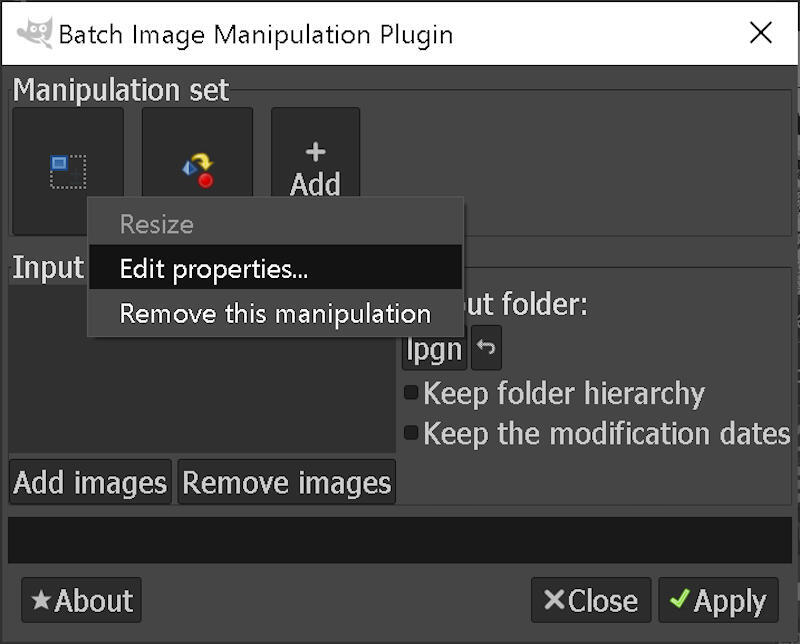 Batch Image Manipulation Plugin
Manipulation set
+
Add
Resize
Edit properties...
Remove this manipulation
Input
ut folder:
lpgn
Keep folder hierarchy
Keep the modification dates
Add images
Remove images
About
Close
Apply